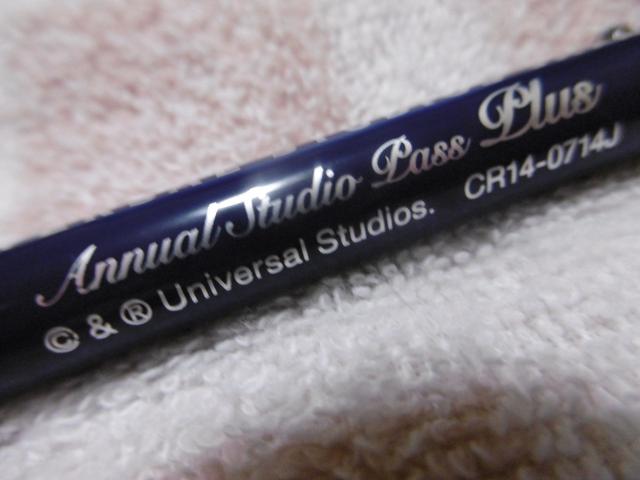 Annual Studio Pass Plus
© & ® Universal Studios. CR14-0714J